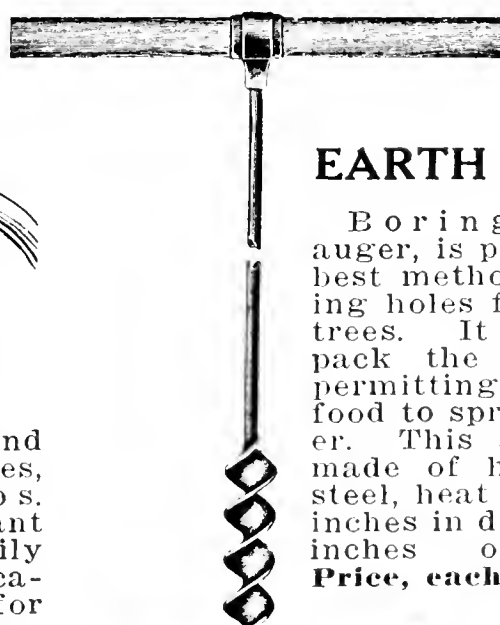 nd
es,
p s.
ant
ily
ca-
for
EARTH
Boring
auger, is p
best metho
ing holes f
trees. It
pack the
permitting
food to spr
er. This
made of h
steel, heat
inches in d
inches o
Price, each